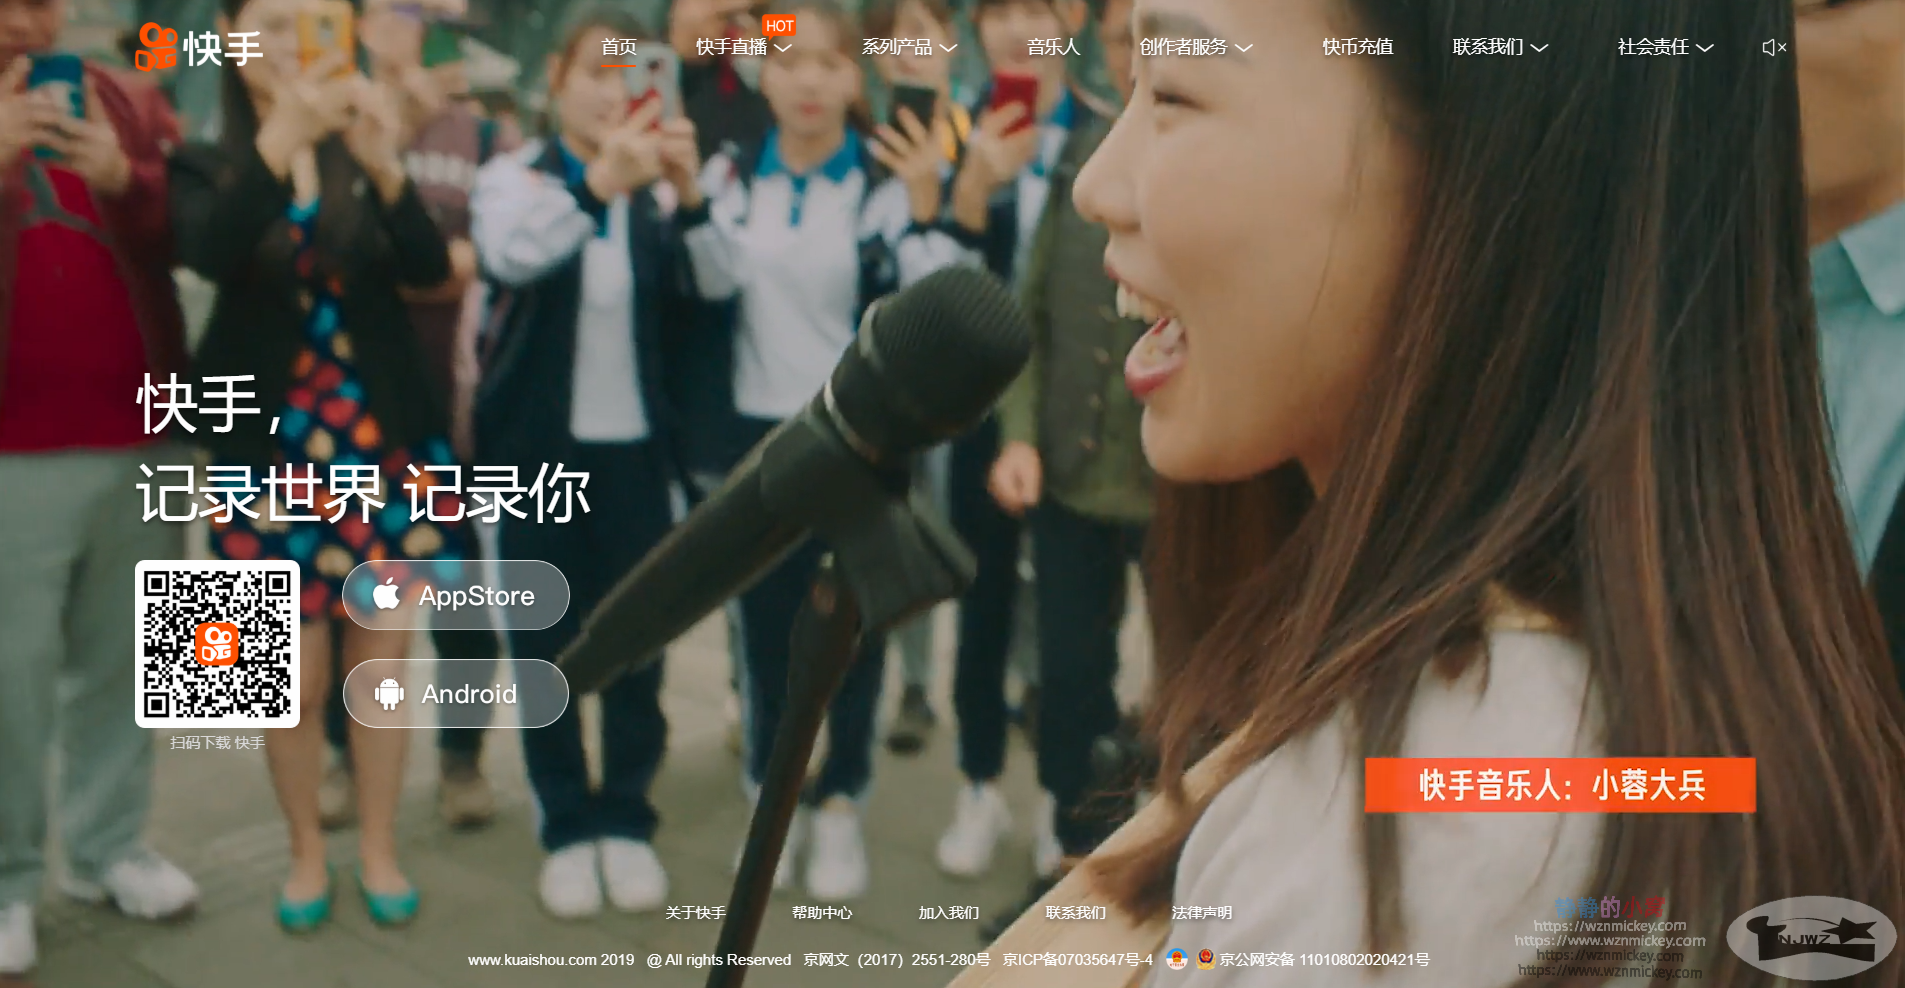 快手
首页
快手直播
HOT
系列产品
音乐人
创作者服务
快币充值
联系我们
社会责任
快手，
记录世界 记录你
AppStore
Android
扫码下载 快手
快手音乐人：小蓉大兵
关于快手
帮助中心
加入我们
联系我们
法律声明
www.kuaishou.com 2019 @ All rights Reserved 京网文（2017）2551-280号 京ICP备07035647号-4 京公网安备 11010802020421号
静静的小窝
https://wznmickey.com
https://www.wznmickey.com
https://wznmickey.com
https://www.wznmickey.com
NJWZ